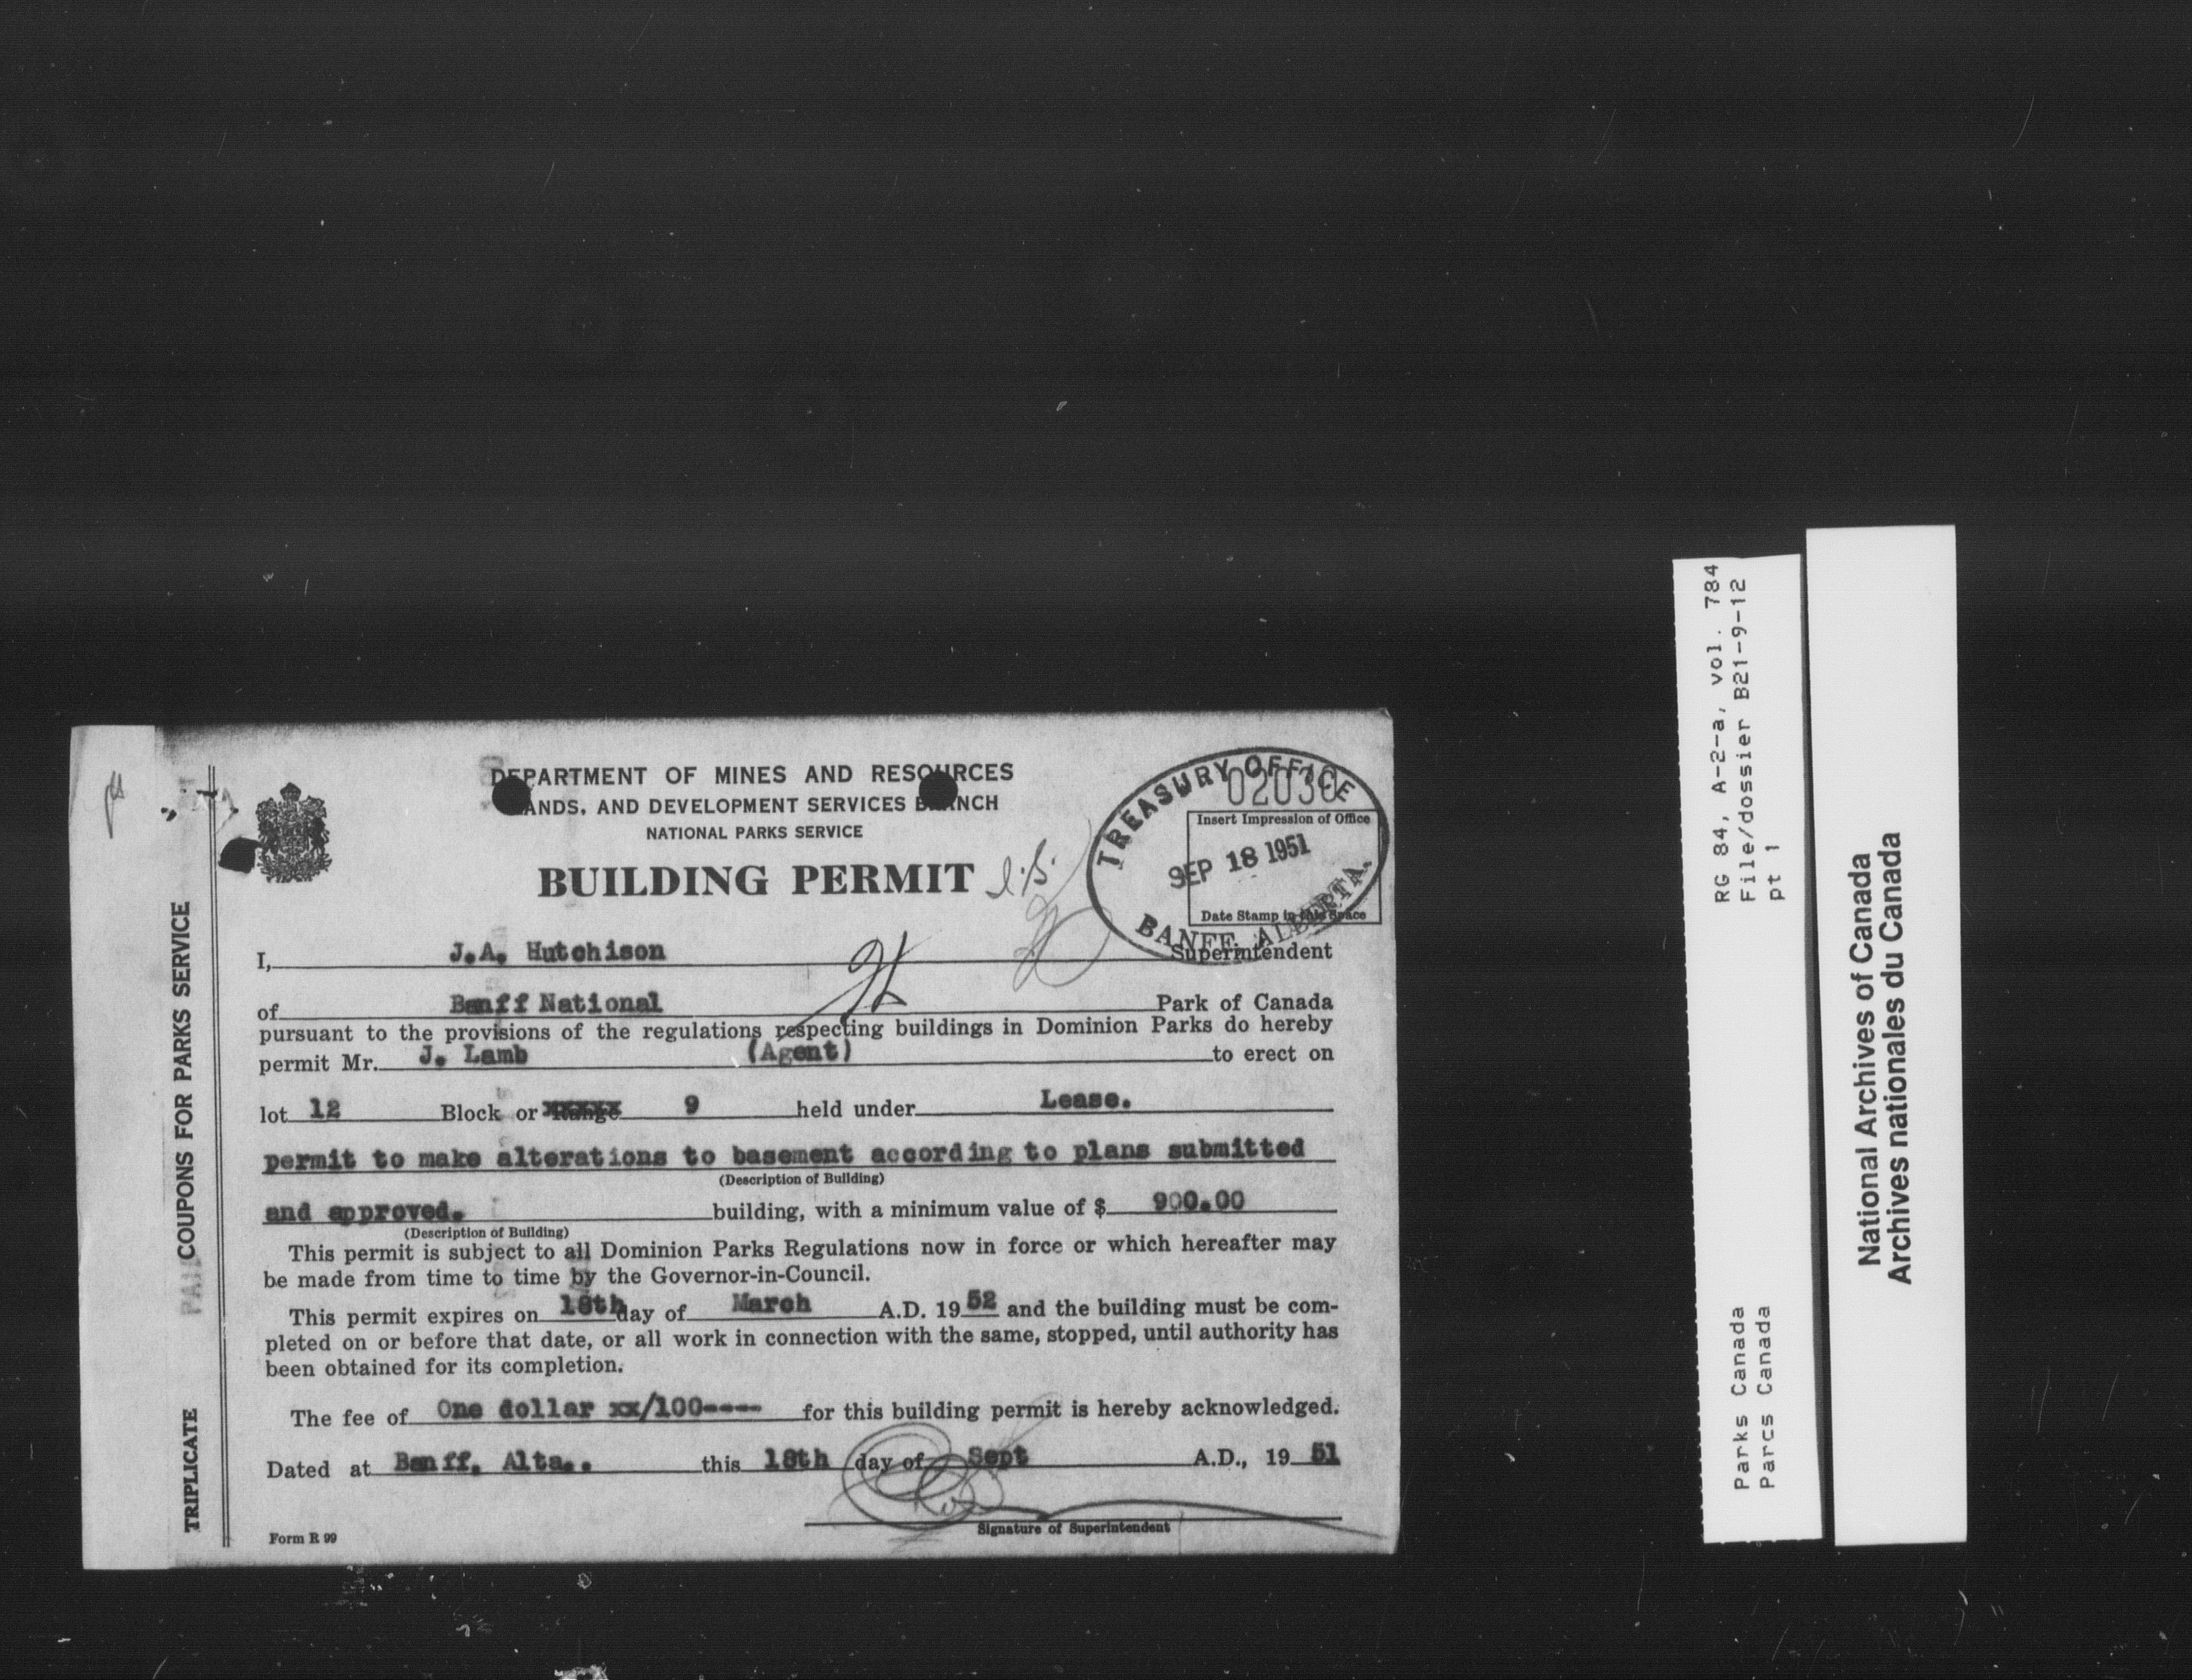 DEPARTMENT OF MINES AND RESOURCES
LANDS, AND DEVELOPMENT SERVICES BRANCH
NATIONAL PARKS SERVICE
BUILDING PERMIT
TREASURY OFFICE
02030
Insert Impression of Office
SEP 18 1951
Date Stamp in this Space
BANFF, ALBERTA.
I, J.A. Hutchison Superintendent
of Banff National Park of Canada
pursuant to the provisions of the regulations respecting buildings in Dominion Parks do hereby
permit Mr. J. Lamb (Agent) to erect on
lot 12 Block or Range 9 held under Lease.
permit to make alterations to basement according to plans submitted
(Description of Building)
and approved. building, with a minimum value of $ 900.00
(Description of Building)
This permit is subject to all Dominion Parks Regulations now in force or which hereafter may
be made from time to time by the Governor-in-Council.
This permit expires on 18th day of March A.D. 19 52 and the building must be com-
pleted on or before that date, or all work in connection with the same, stopped, until authority has
been obtained for its completion.
The fee of One dollar xx/100---- for this building permit is hereby acknowledged.
Dated at Banff, Alta.. this 18th day of Sept A.D., 19 51
Signature of Superintendent
Form R 99
COUPONS FOR PARKS SERVICE
TRIPLICATE
RG 84, A-2-a, vol. 784
File/dossier B21-9-12
pt 1
Parks Canada
Parcs Canada
National Archives of Canada
Archives nationales du Canada